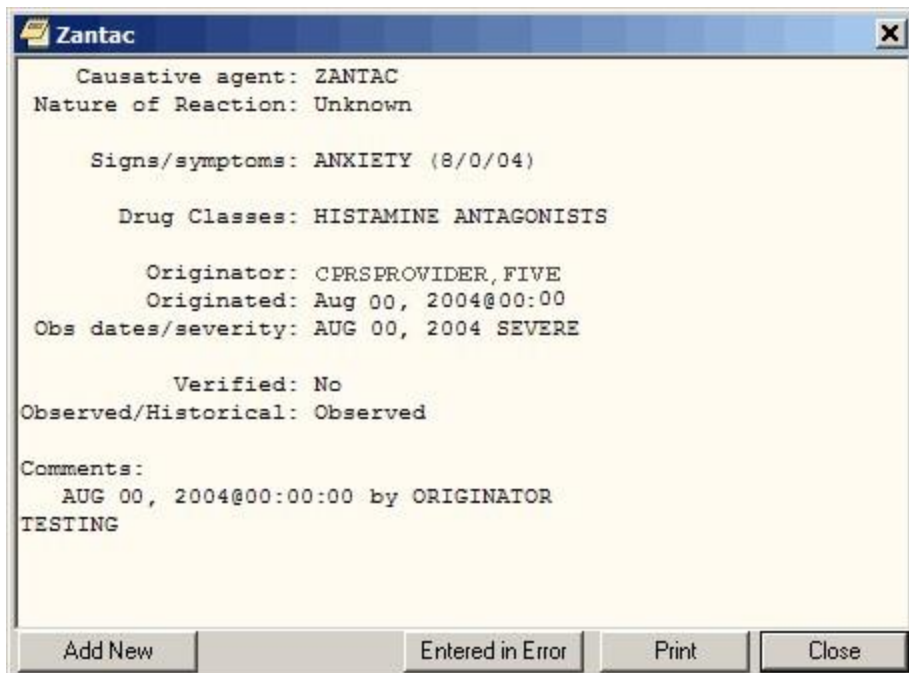 Zantac
Causative agent: ZANTAC
Nature of Reaction: Unknown
Signs/symptoms: ANXIETY (8/0/04)
Drug Classes: HISTAMINE ANTAGONISTS
Originator: CPRSPROVIDER,FIVE
Originated: Aug 00, 2004@00:00
Obs dates/severity: AUG 00, 2004 SEVERE
Verified: No
Observed/Historical: Observed
Comments:
AUG 00, 2004@00:00:00 by ORIGINATOR
TESTING
Add New Entered in Error Print Close